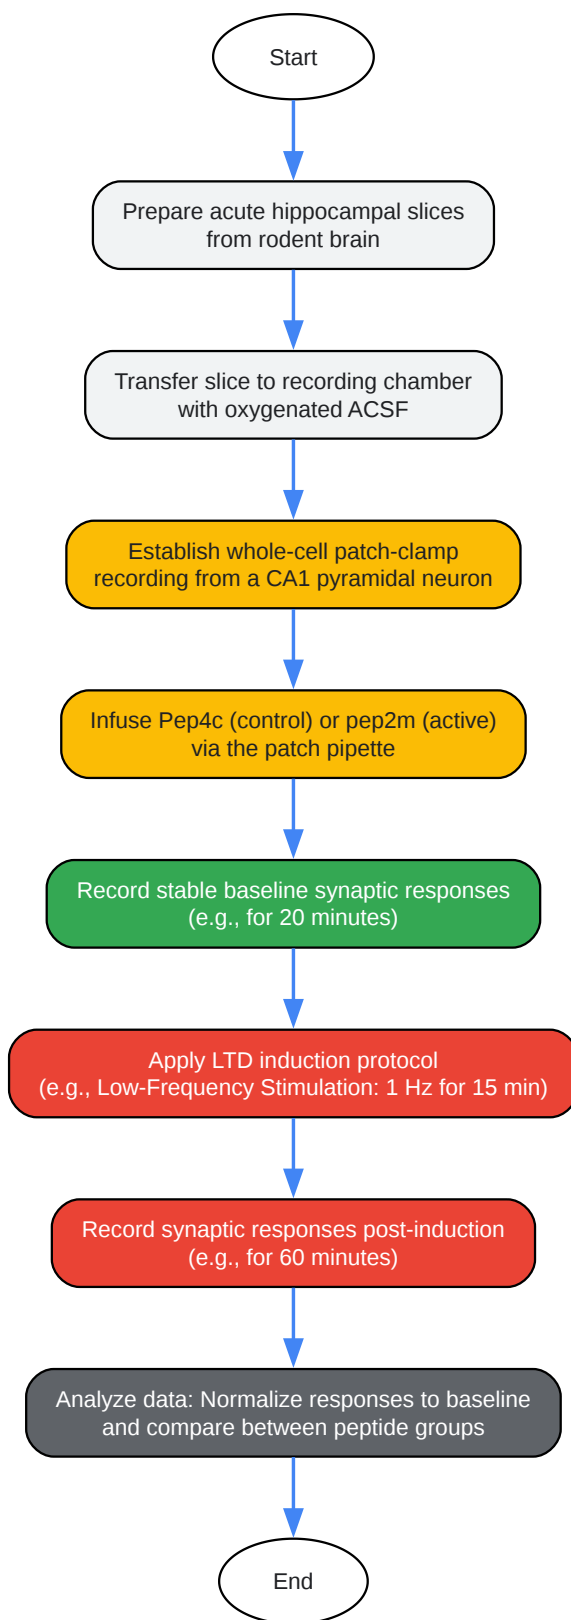 Start
Prepare acute hippocampal slices
from rodent brain
Transfer slice to recording chamber
with oxygenated ACSF
Establish whole-cell patch-clamp
recording from a CA1 pyramidal neuron
Infuse Pep4c (control) or pep2m (active)
via the patch pipette
Record stable baseline synaptic responses
(e.g., for 20 minutes)
Apply LTD induction protocol
(e.g., Low-Frequency Stimulation: 1 Hz for 15 min)
Record synaptic responses post-induction
(e.g., for 60 minutes)
Analyze data: Normalize responses to baseline
and compare between peptide groups
End